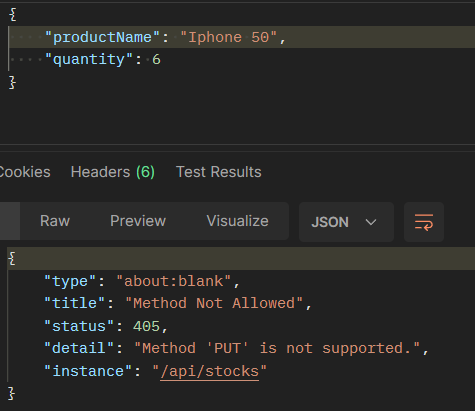 {
"productName": "Iphone 50",
"quantity": 6
}
Cookies Headers (6) Test Results
Raw Preview Visualize JSON
{
"type": "about:blank",
"title": "Method Not Allowed",
"status": 405,
"detail": "Method 'PUT' is not supported.",
"instance": "/api/stocks"
}